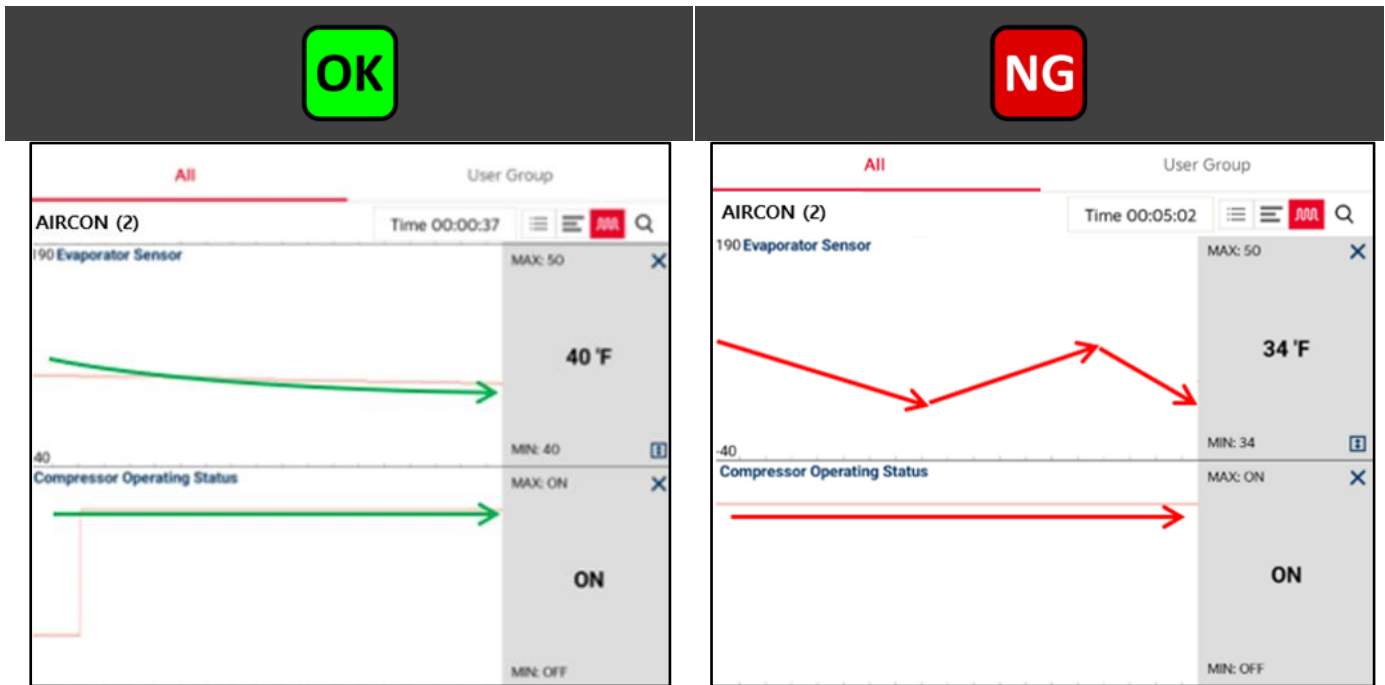 OK
NG
All User Group
AIRCON (2) Time 00:00:37
190 Evaporator Sensor MAX: 50
40 °F
40 MIN: 40
Compressor Operating Status MAX: ON
ON
MIN: OFF
All User Group
AIRCON (2) Time 00:05:02
190 Evaporator Sensor MAX: 50
34 °F
-40 MIN: 34
Compressor Operating Status MAX: ON
ON
MIN: OFF